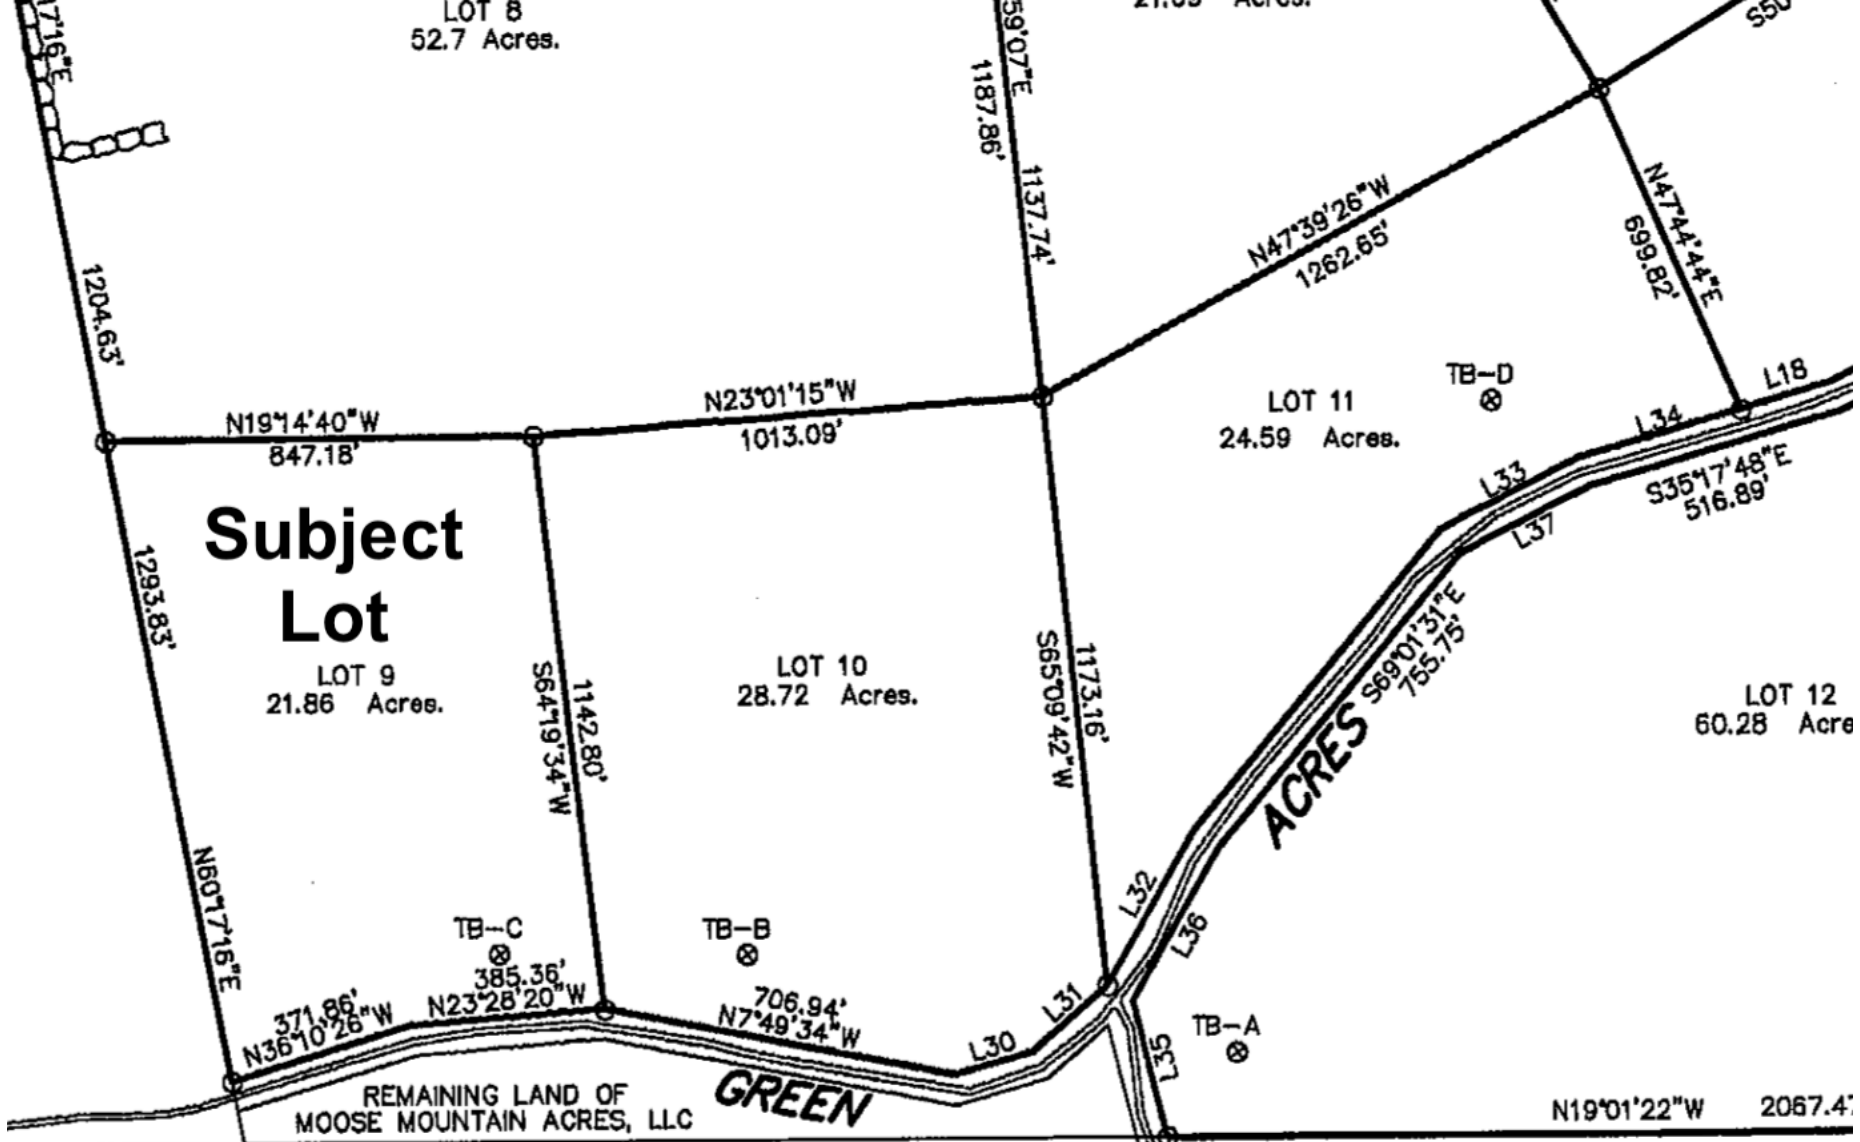 LOT 8
52.7 Acres.
17'16"E
59'07"E
1187.86'
1137.74'
1204.63'
N47°39'26"W
1262.65'
N47°44'44"E
699.82'
TB-D
LOT 11
24.59 Acres.
L18
L34
L33
L37
S35°17'48"E
516.89'
N19°14'40"W
847.18'
N23°01'15"W
1013.09'
Subject
Lot
LOT 9
21.86 Acres.
1293.83'
N60°17'16"E
S64°19'34"W
1142.80'
LOT 10
28.72 Acres.
S65°09'42"W
1173.16'
S69°01'31"E
755.75'
ACRES
LOT 12
60.28
L32
L36
TB-C
TB-B
371.86'
N36°10'26"W
385.36'
N23°28'20"W
706.94'
N7°49'34"W
L30
L31
L35
TB-A
GREEN
REMAINING LAND OF
MOOSE MOUNTAIN ACRES, LLC
N19°01'22"W